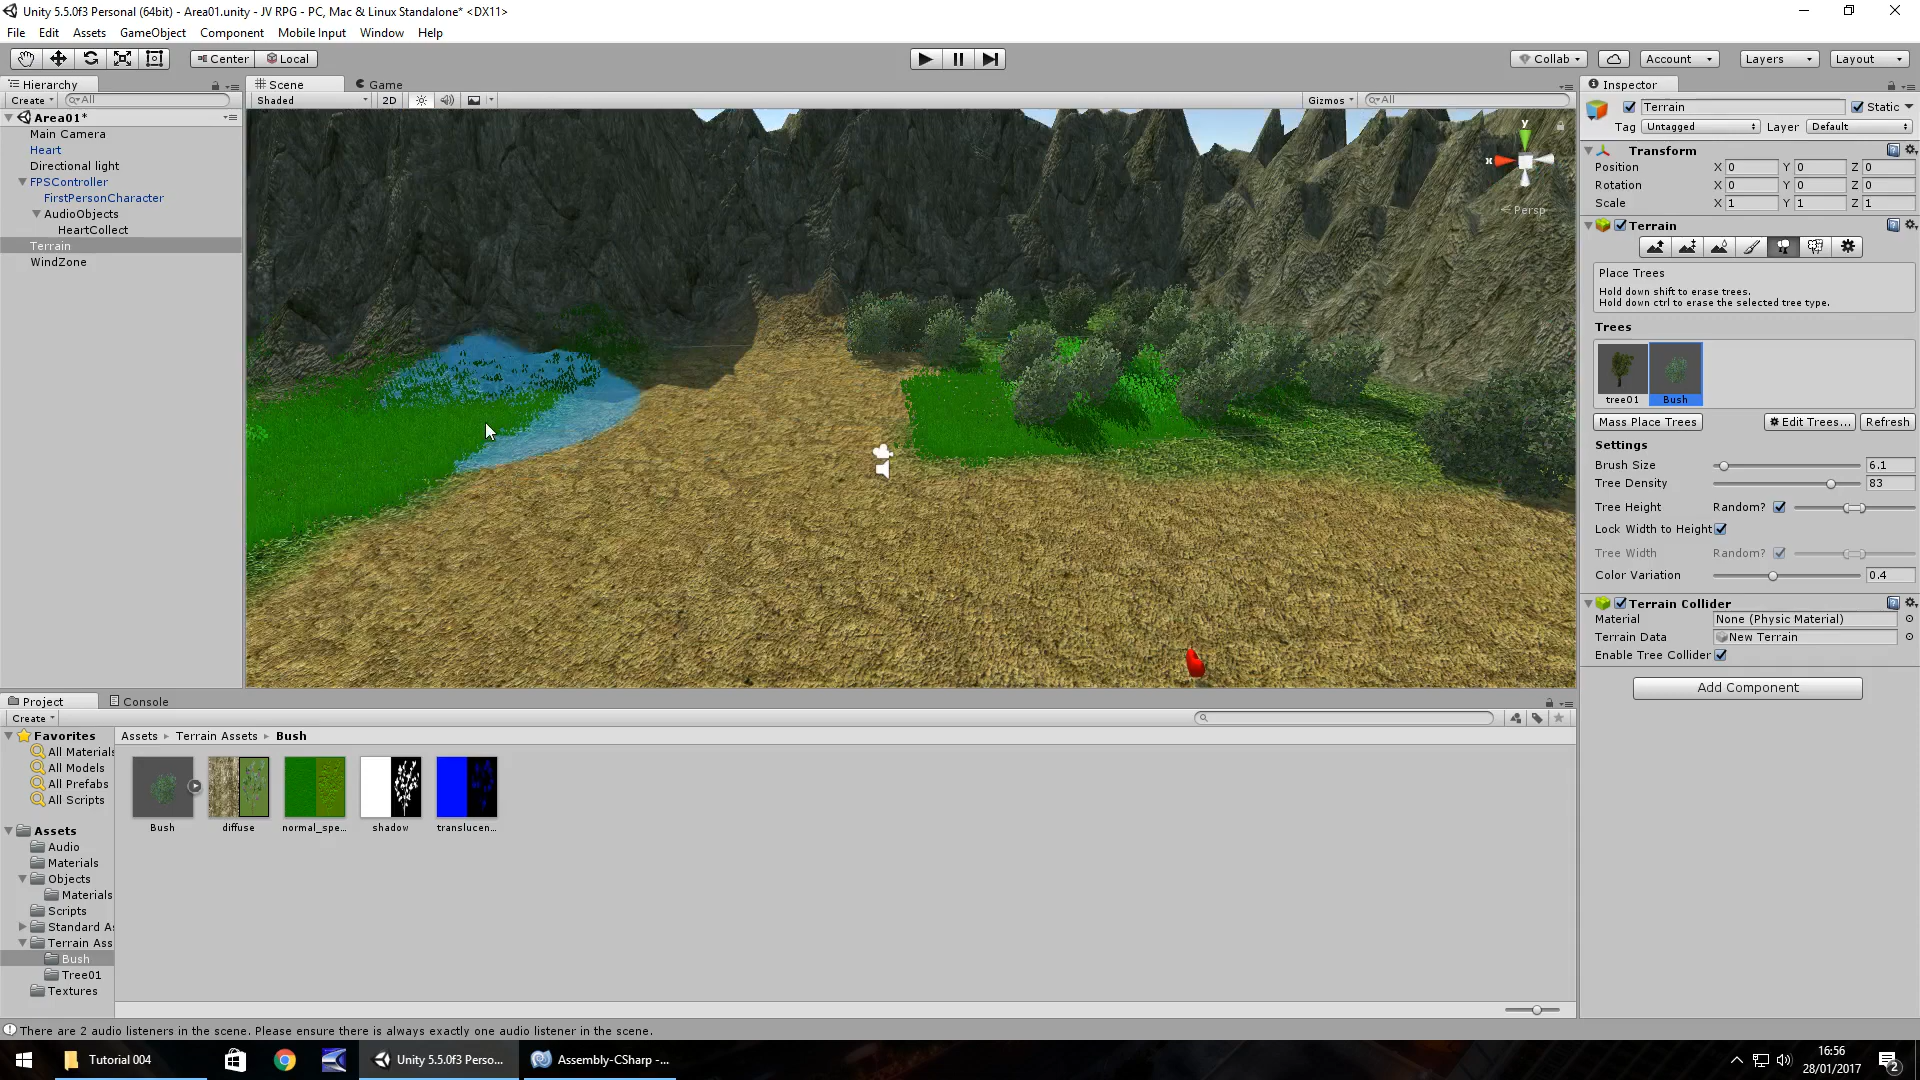 Unity 5.5.0f3 Personal (64bit) - Area01.unity - JV RPG - PC, Mac & Linux Standalone* <DX11>
File Edit Assets GameObject Component Mobile Input Window Help
Center Local Collab Account Layers Layout
Hierarchy
Create All
Area01*
Main Camera
Heart
Directional light
FPSController
FirstPersonCharacter
AudioObjects
HeartCollect
Terrain
WindZone
Scene Game
Shaded 2D Gizmos All
y
x
Persp
Inspector
Terrain Static
Tag Untagged Layer Default
Transform
Position X 0 Y 0 Z 0
Rotation X 0 Y 0 Z 0
Scale X 1 Y 1 Z 1
Terrain
Place Trees
Hold down shift to erase trees.
Hold down ctrl to erase the selected tree type.
Trees
tree01 Bush
Mass Place Trees Edit Trees... Refresh
Settings
Brush Size 6.1
Tree Density 83
Tree Height Random?
Lock Width to Height
Tree Width Random?
Color Variation 0.4
Terrain Collider
Material None (Physic Material)
Terrain Data New Terrain
Enable Tree Collider
Add Component
Project Console
Create
Favorites
All Materials
All Models
All Prefabs
All Scripts
Assets
Audio
Materials
Objects
Materials
Scripts
Standard As
Terrain Ass
Bush
Tree01
Textures
Assets Terrain Assets Bush
Bush diffuse normal_spe... shadow translucen...
There are 2 audio listeners in the scene. Please ensure there is always exactly one audio listener in the scene.
Tutorial 004 Unity 5.5.0f3 Perso... Assembly-CSharp -...
16:56
28/01/2017
2